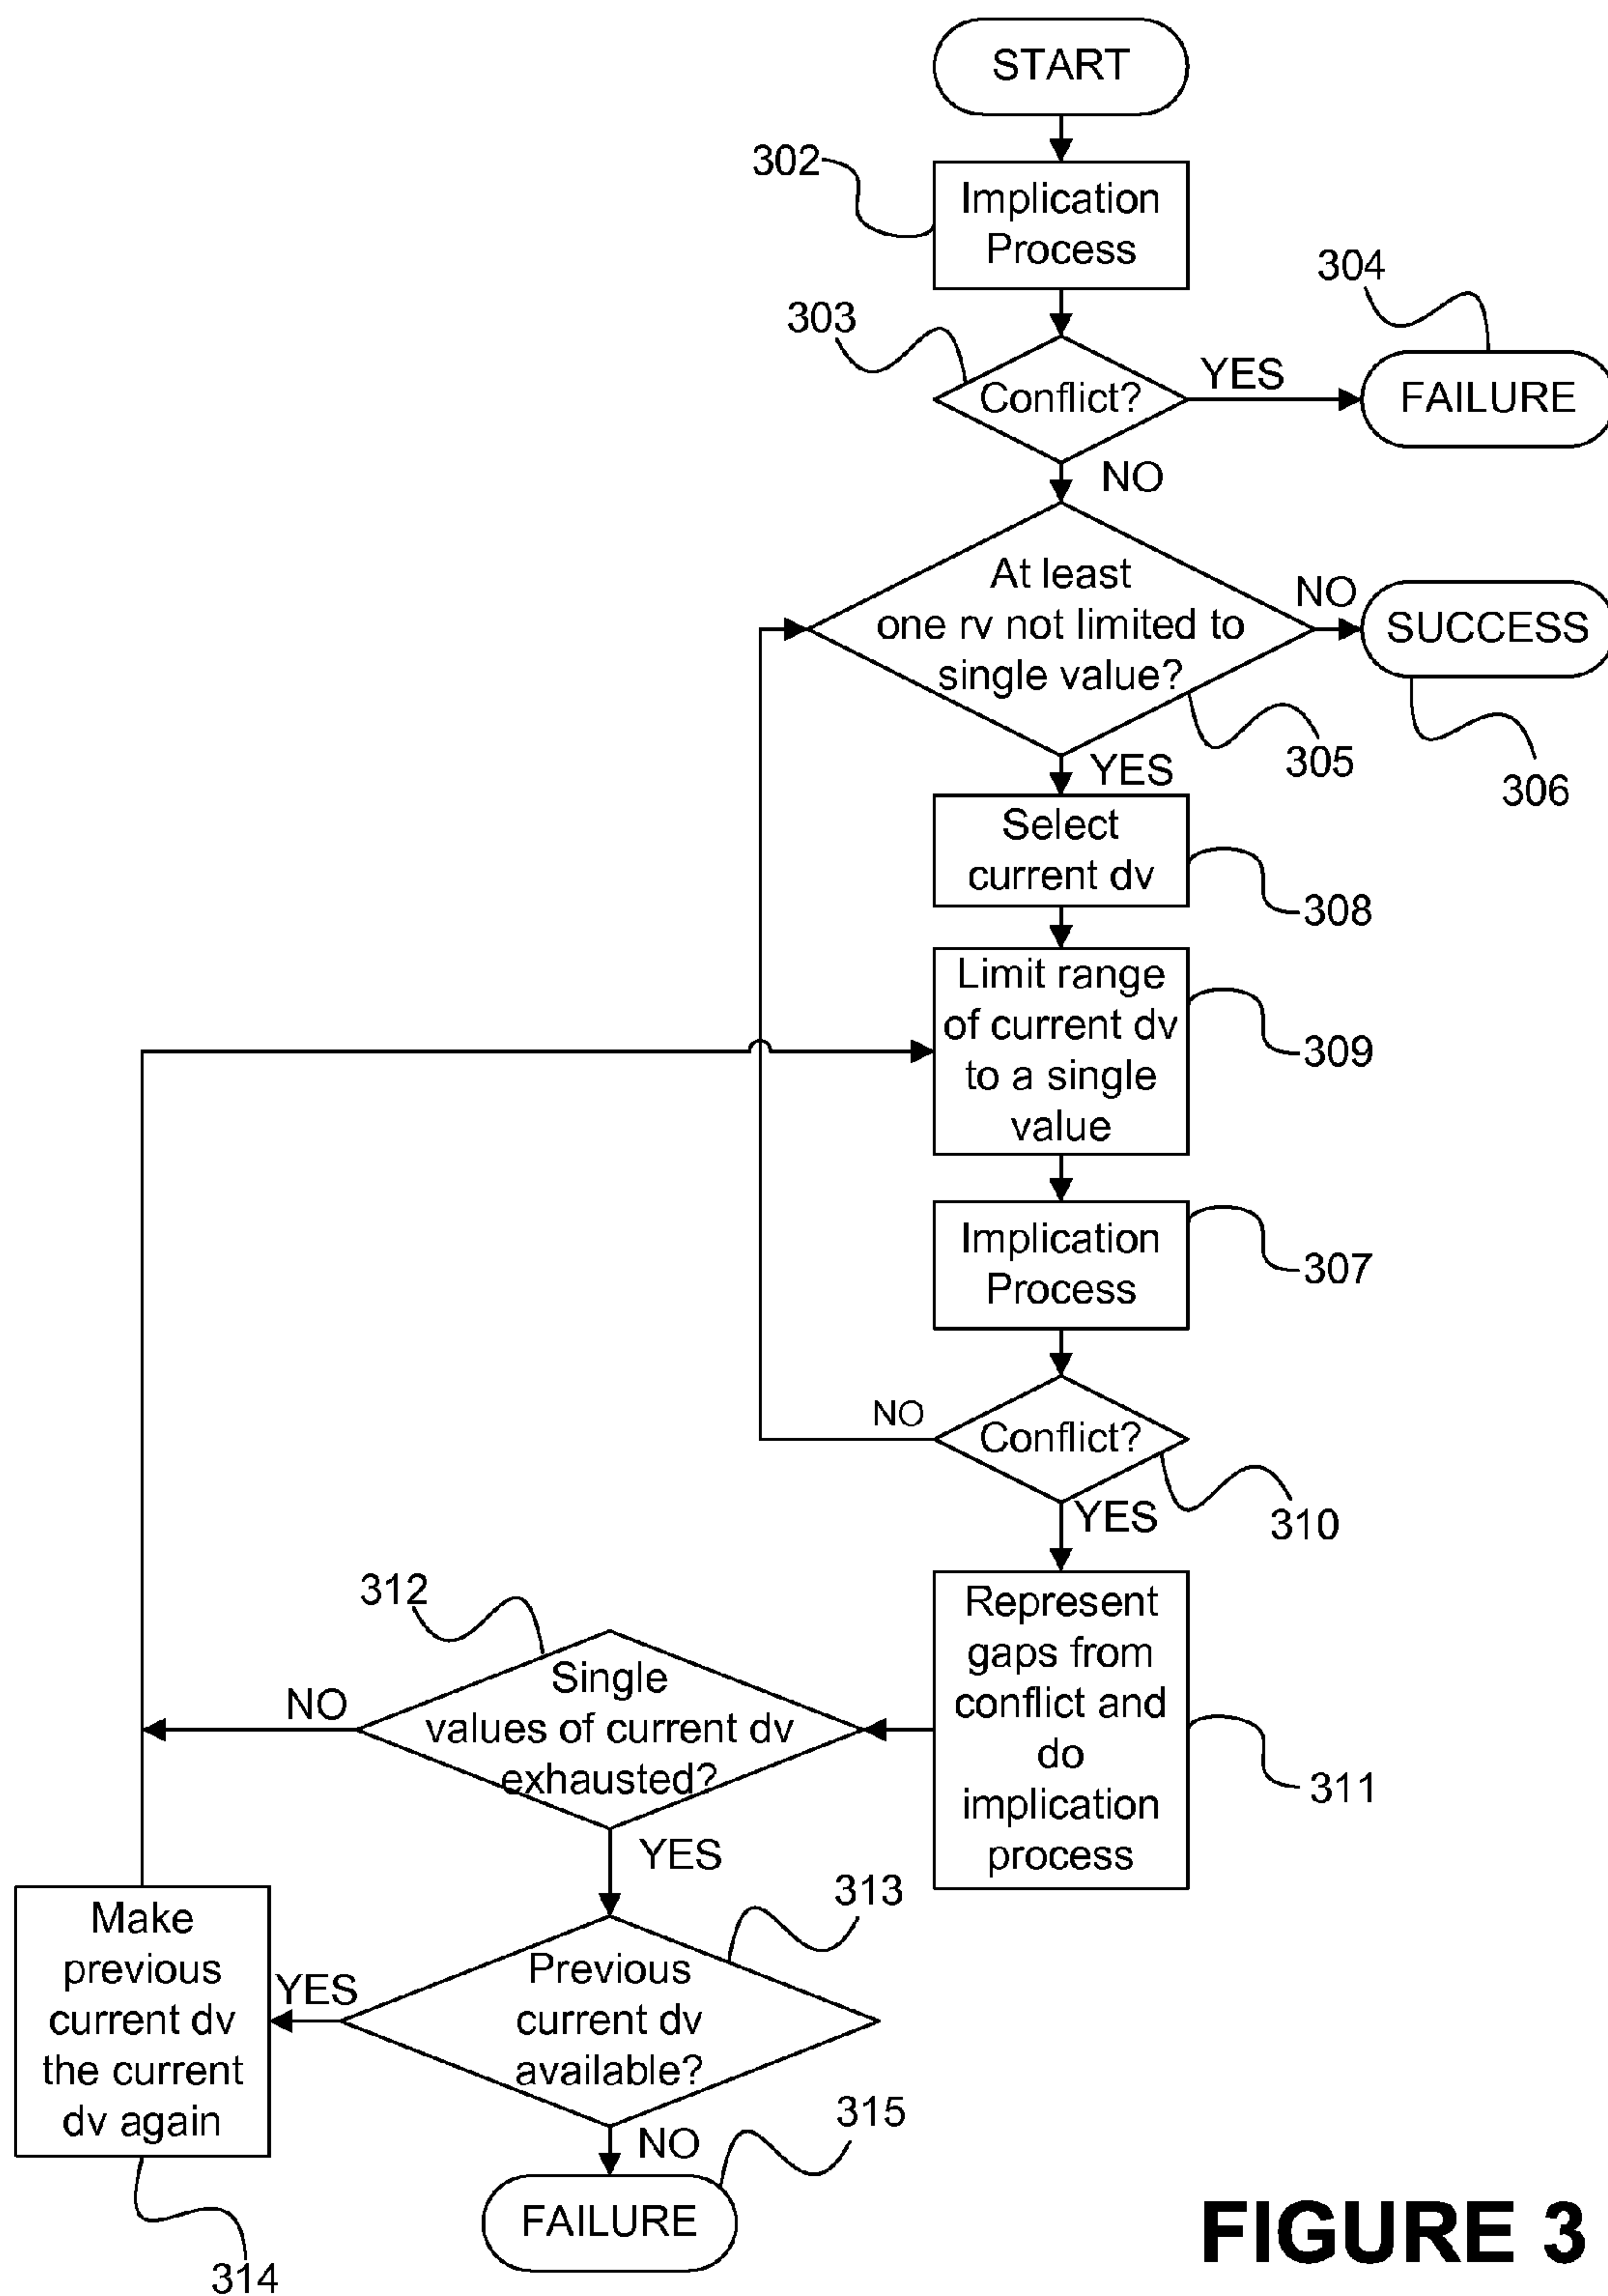 START
302
Implication
Process
304
303
Conflict?
YES
FAILURE
NO
At least
one rv not limited to
single value?
NO
SUCCESS
305
306
YES
Select
current dv
308
Limit range
of current dv
to a single
value
309
Implication
Process
307
NO
Conflict?
310
YES
Represent
gaps from
conflict and
do
implication
process
311
312
Single
values of current dv
exhausted?
NO
YES
313
Previous
current dv
available?
YES
Make
previous
current dv
the current
dv again
314
NO
315
FAILURE
FIGURE 3